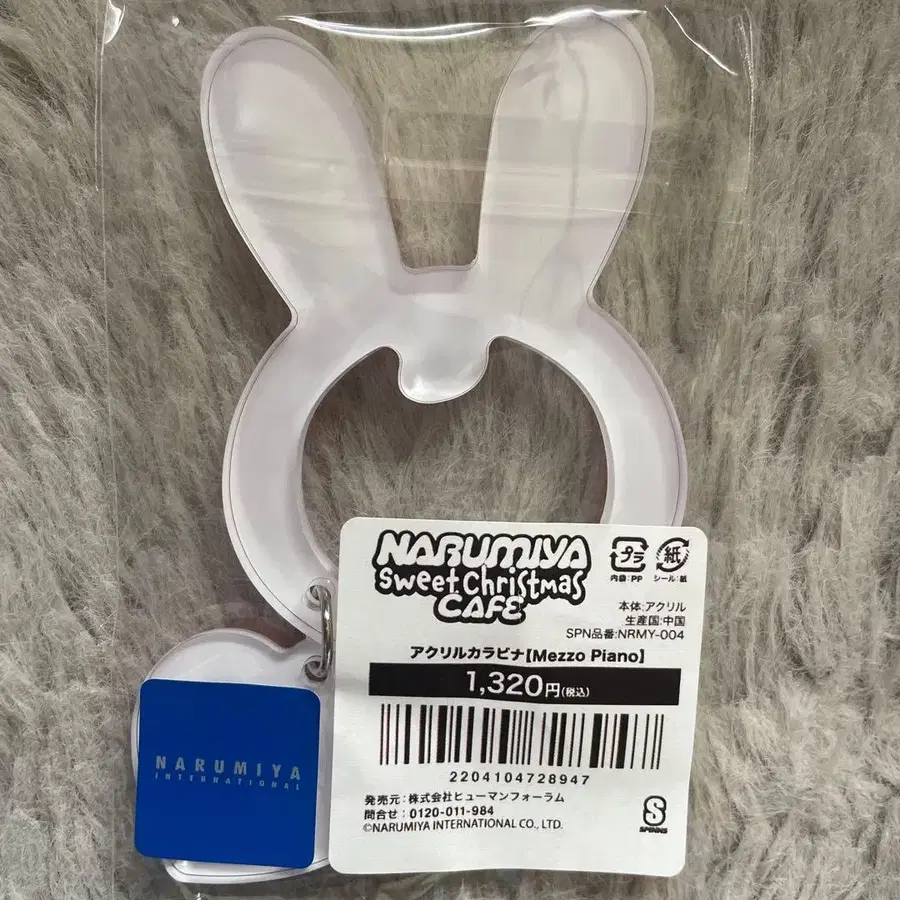 NARUMIYA
Sweet Christmas
CAFE
プラ
紙
内袋:PP
シール:紙
本体:アクリル
生産国:中国
SPN品番:NRMY-004
アクリルカラビナ【Mezzo Piano】
1,320円(税込)
2204104728947
発売元:株式会社ヒューマンフォーラム
問合せ:0120-011-984
©NARUMIYA INTERNATIONAL CO., LTD.
S
SPINNS
NARUMIYA
INTERNATIONAL